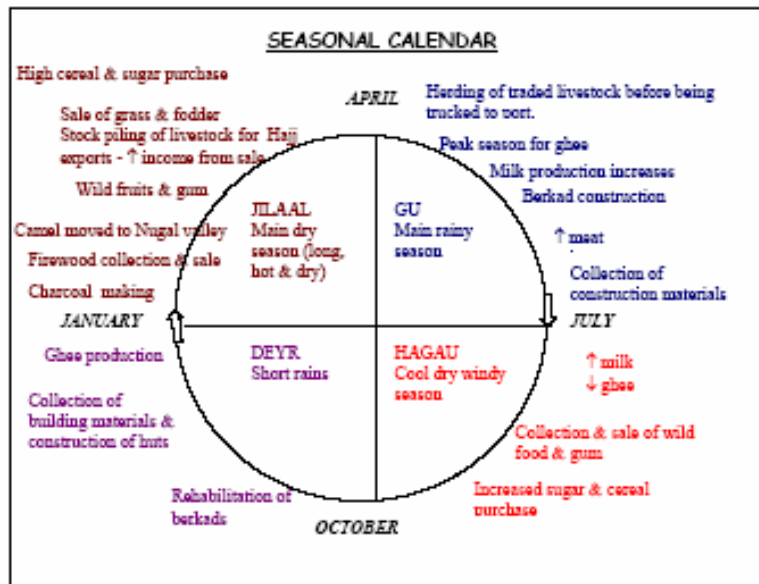 SEASONAL CALENDAR
High cereal & sugar purchase
APRIL
Herding of traded livestock before being
trucked to port.
Sale of grass & fodder
Stock piling of livestock for Hajj
exports - ↑ income from sale
Peak season for ghee
Milk production increases
Berkad construction
Wild fruits & gum
JILAAL
Main dry
season (long,
hot & dry)
GU
Main rainy
season
Camel moved to Nugal valley
Firewood collection & sale
Charcoal making
↑ meat
Collection of
construction materials
JANUARY
JULY
Ghee production
DEYR
Short rains
HAGAU
Cool dry windy
season
↑ milk
↓ ghee
Collection of
building materials &
construction of huts
Collection & sale of wild
food & gum
Rehabilitation of
berkads
Increased sugar & cereal
purchase
OCTOBER